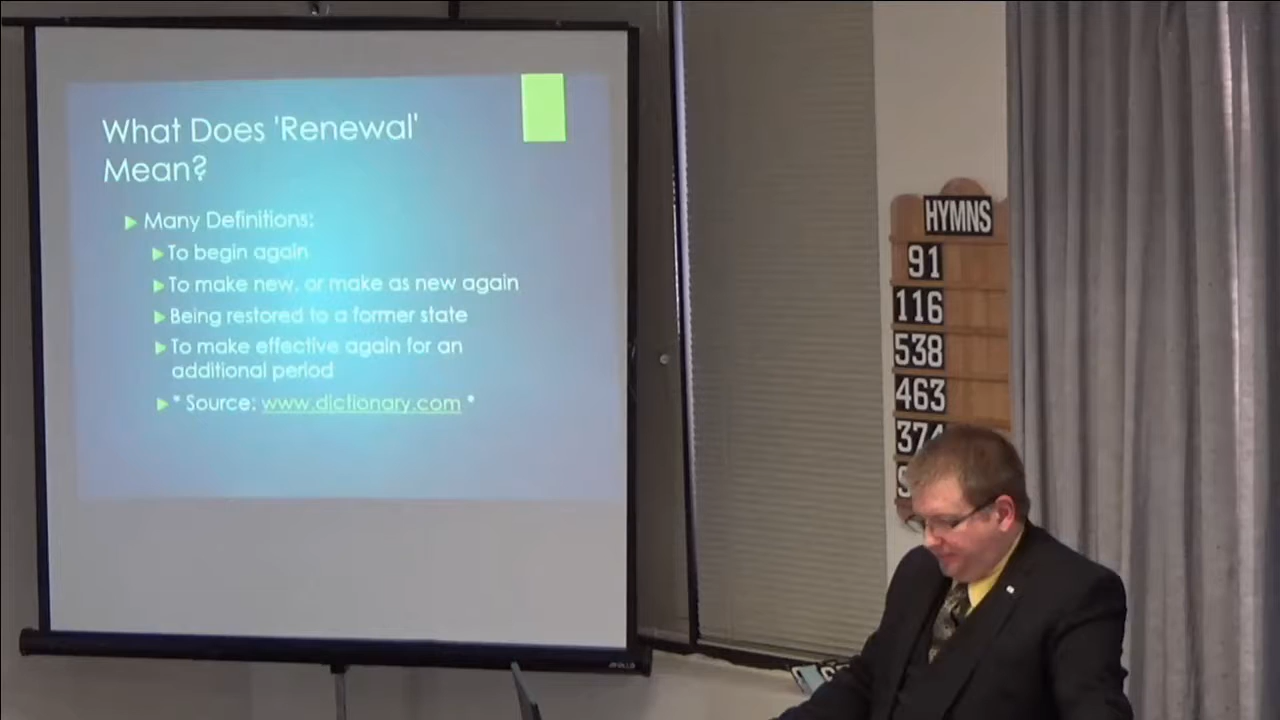 What Does 'Renewal'
Mean?
Many Definitions:
To begin again
To make new, or make as new again
Being restored to a former state
To make effective again for an
additional period
* Source: www.dictionary.com *
HYMNS
91
116
538
463
374
APOLLO